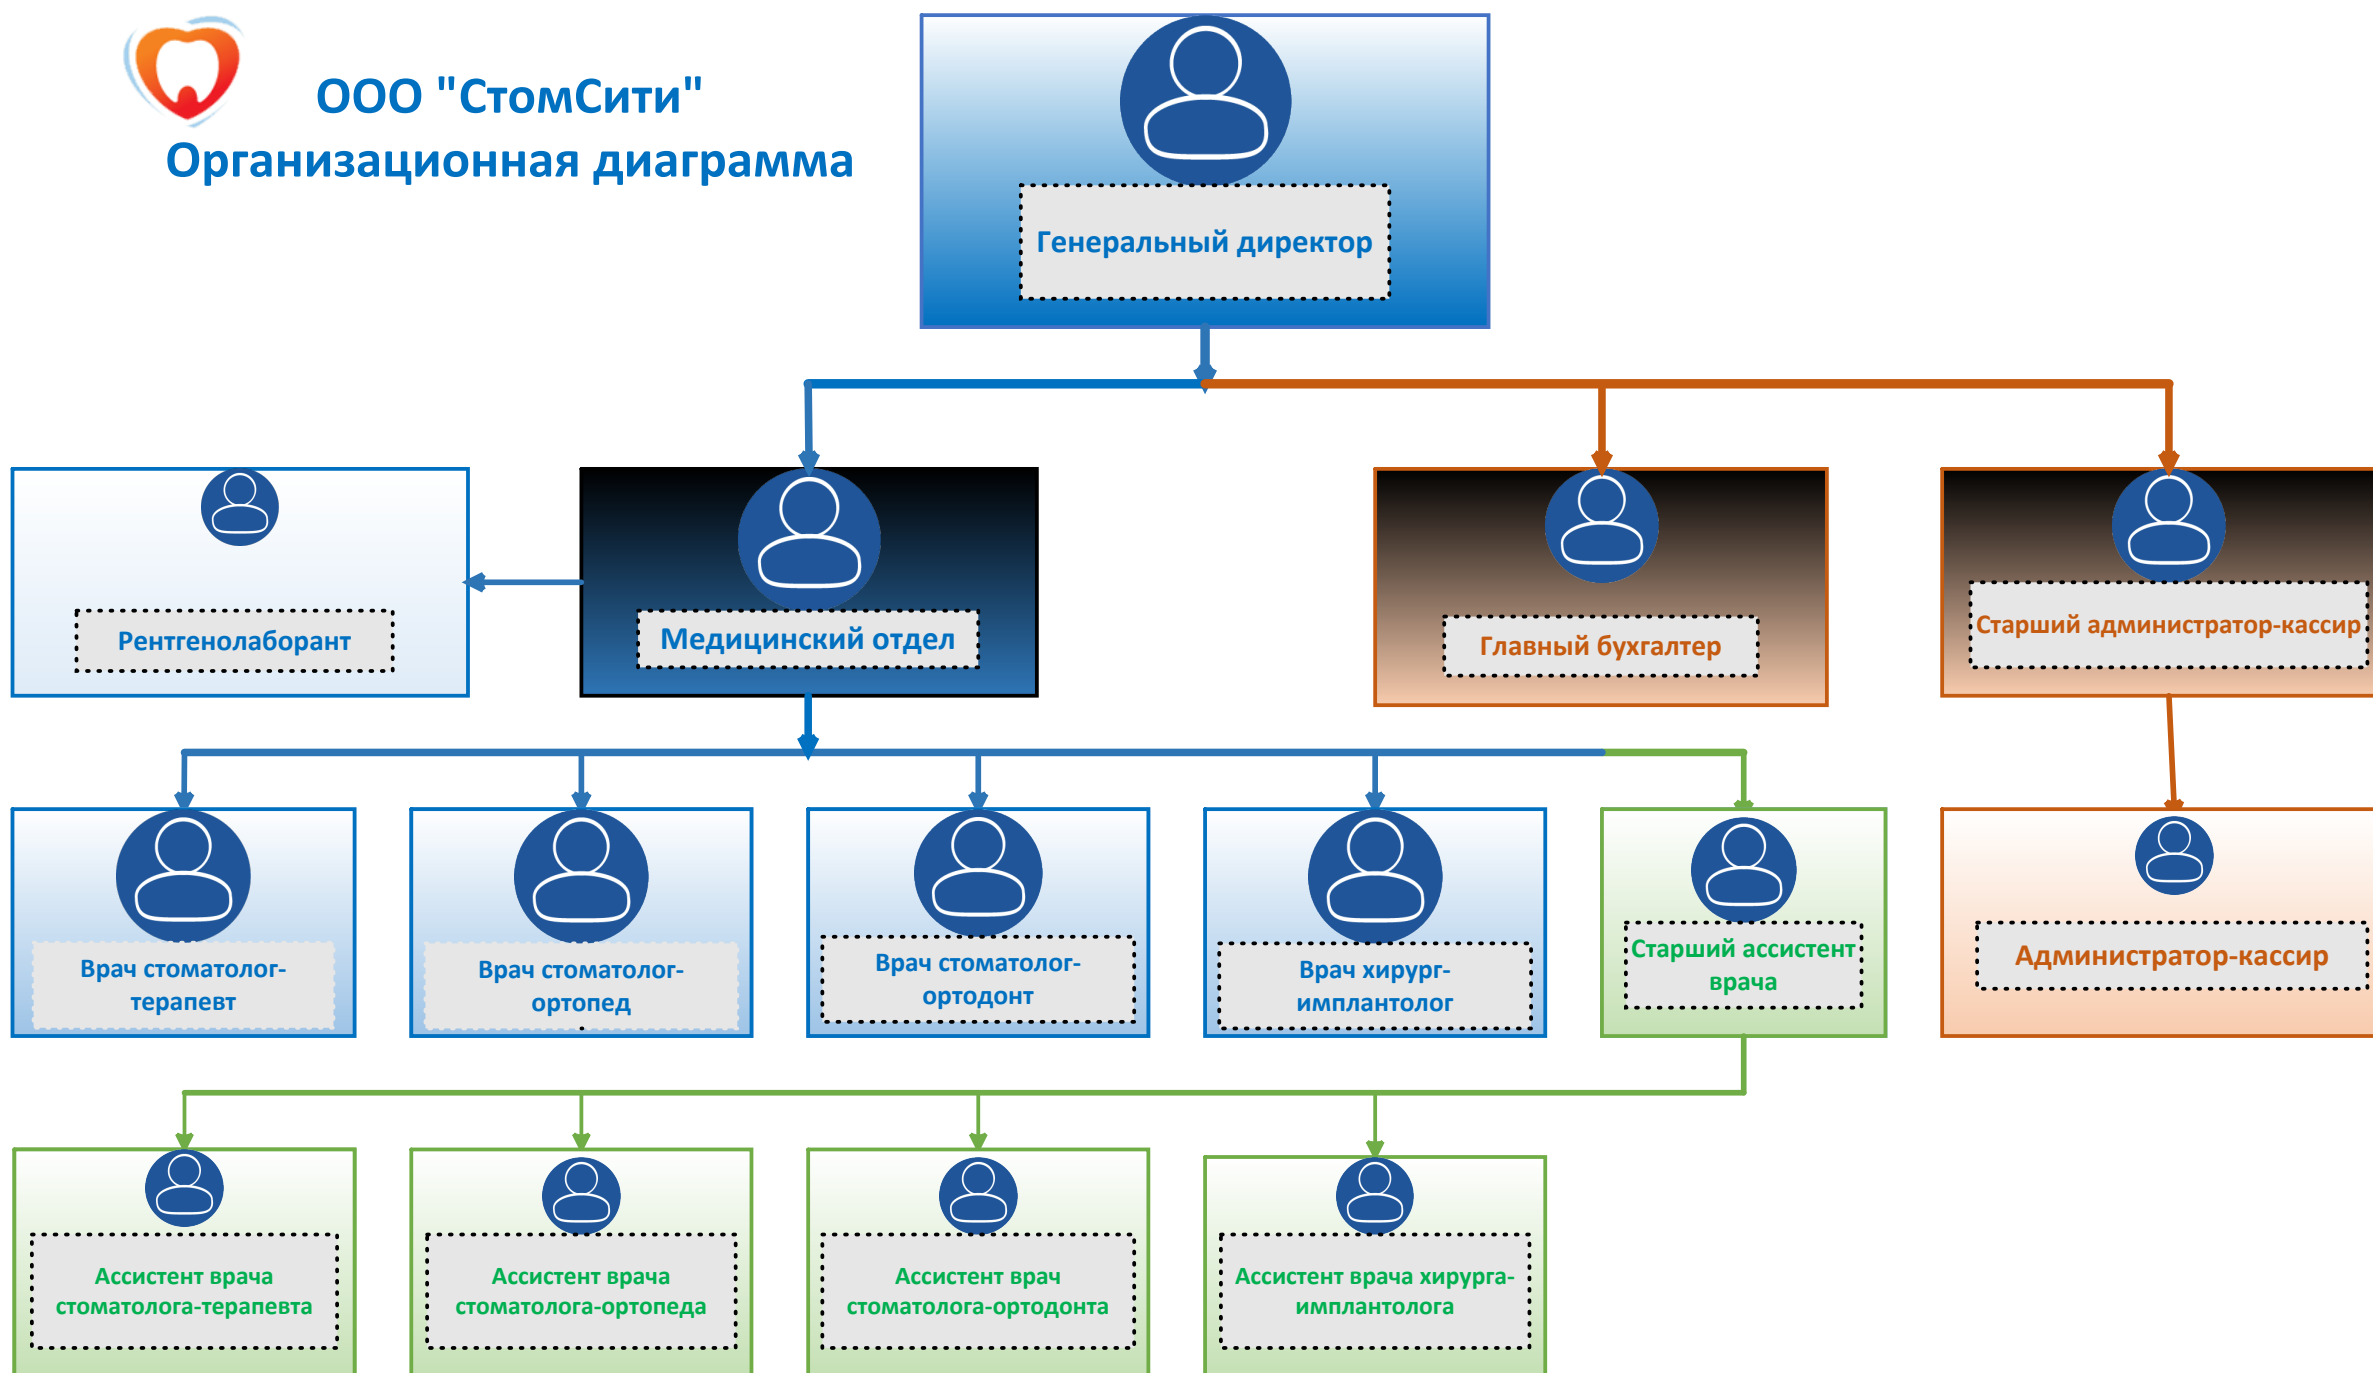 ООО "СтомСити"
Организационная диаграмма
Генеральный директор
Рентгенолаборант
Медицинский отдел
Главный бухгалтер
Старший администратор-кассир
Врач стоматолог-
терапевт
Врач стоматолог-
ортопед
Врач стоматолог-
ортодонт
Врач хирург-
имплантолог
Старший ассистент
врача
Администратор-кассир
Ассистент врача
стоматолога-терапевта
Ассистент врача
стоматолога-ортопеда
Ассистент врач
стоматолога-ортодонта
Ассистент врача хирурга-
имплантолога